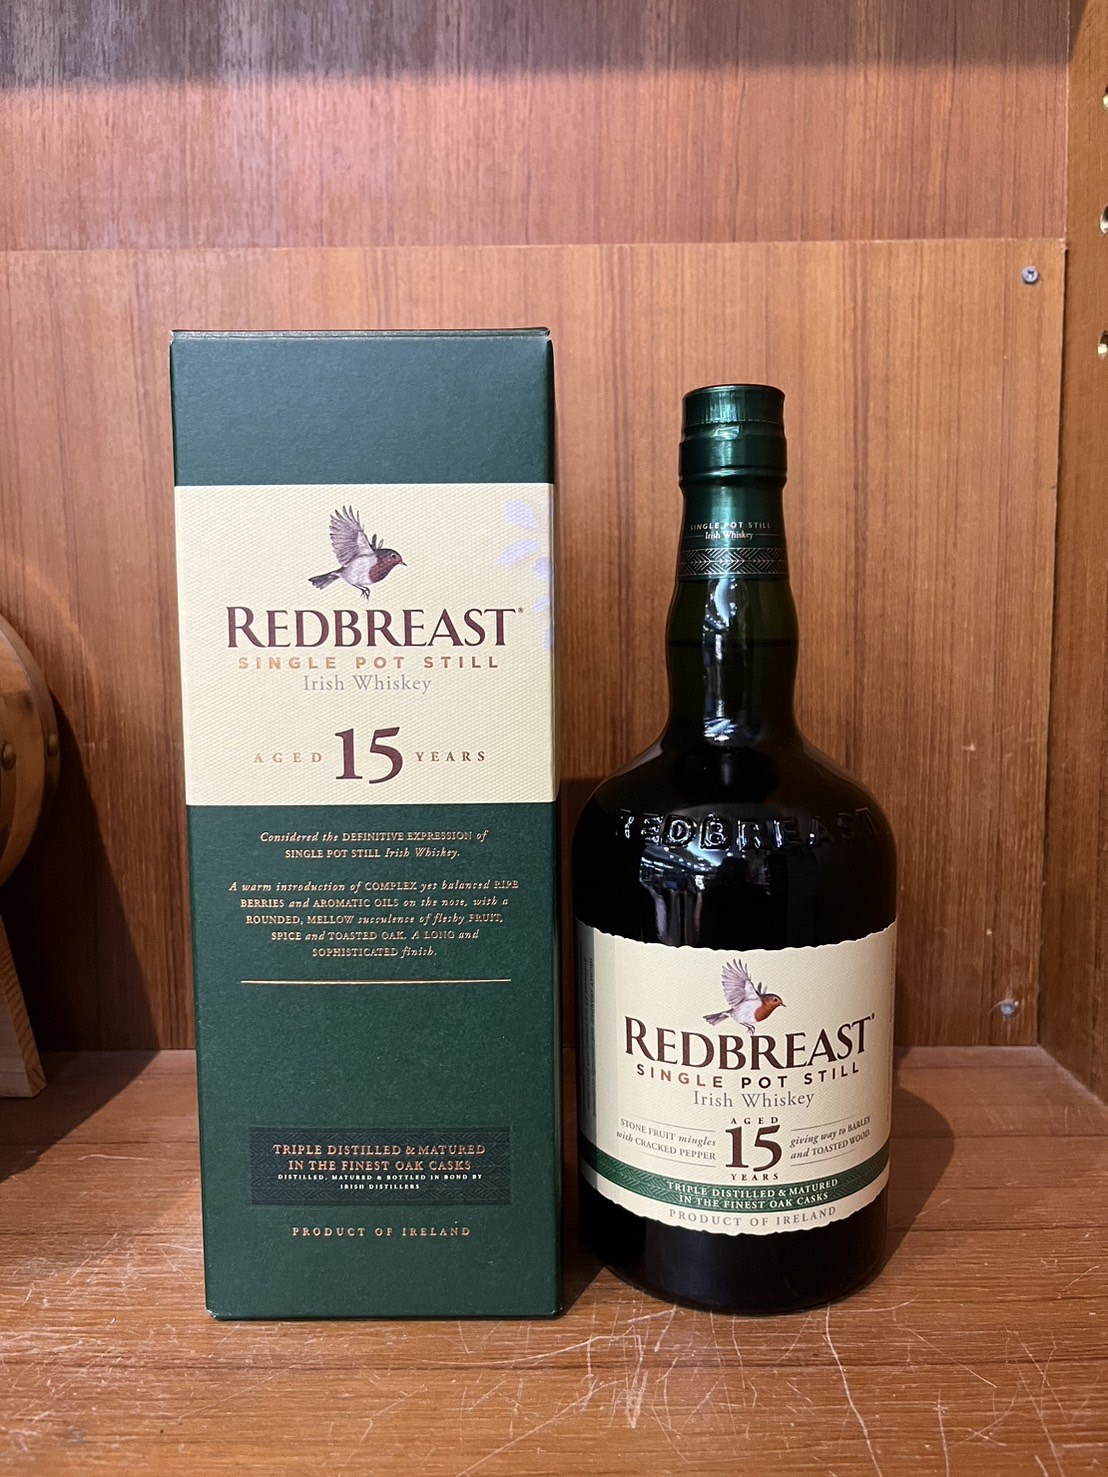 REDBREAST®
SINGLE POT STILL
Irish Whiskey
AGED 15 YEARS
Considered the DEFINITIVE EXPRESSION of
SINGLE POT STILL Irish Whiskey.
A warm introduction of COMPLEX yet balanced RIPE
BERRIES and AROMATIC OILS on the nose, with a
ROUNDED, MELLOW succulence of fleshy FRUIT,
SPICE and TOASTED OAK. A LONG and
SOPHISTICATED finish.
TRIPLE DISTILLED & MATURED
IN THE FINEST OAK CASKS
DISTILLED, MATURED & BOTTLED IN BOND BY
IRISH DISTILLERS
PRODUCT OF IRELAND
SINGLE POT STILL
Irish Whiskey
REDBREAST
REDBREAST®
SINGLE POT STILL
Irish Whiskey
AGED
15
YEARS
STONE FRUIT mingles
with CRACKED PEPPER
giving way to BARLEY
and TOASTED WOOD
TRIPLE DISTILLED & MATURED
IN THE FINEST OAK CASKS
PRODUCT OF IRELAND